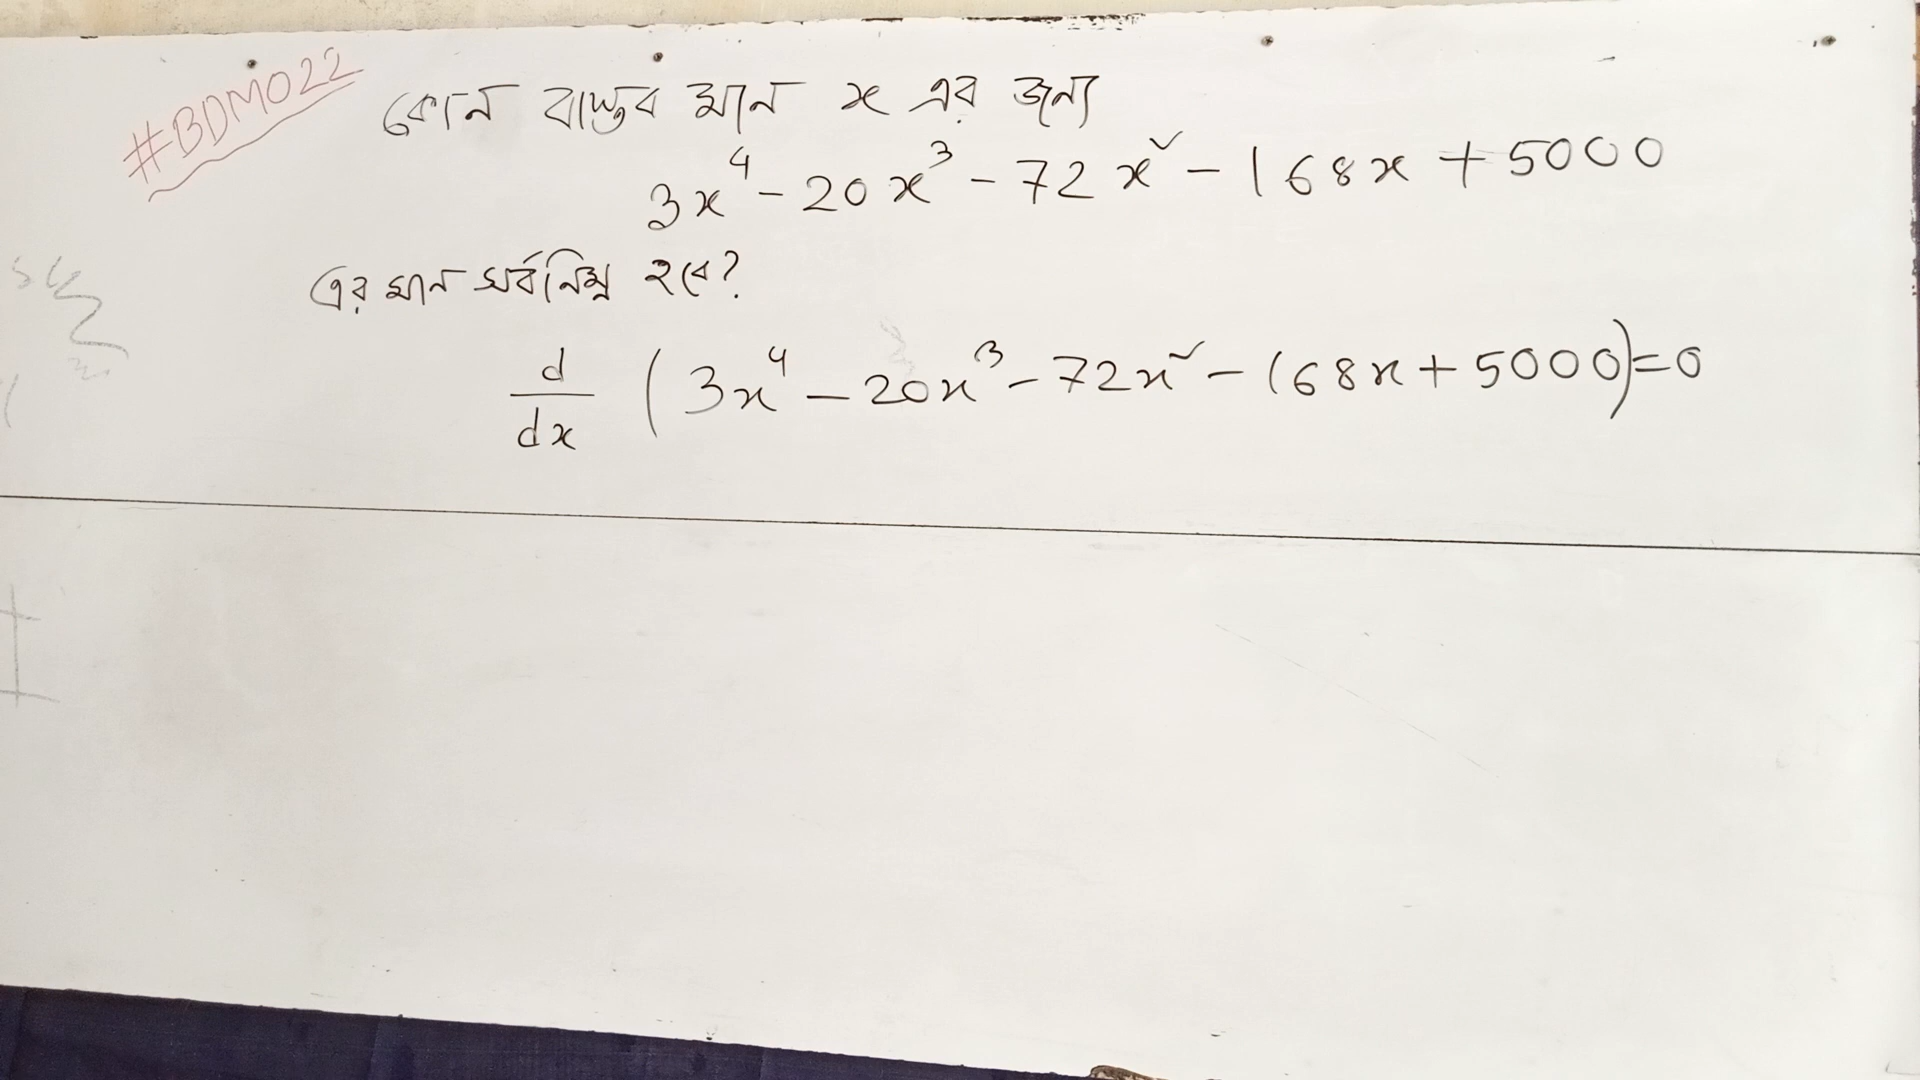 #BDMO22
কোন বাস্তব মান x এর জন্য
3x⁴ - 20x³ - 72x² - 168x + 5000
এর মান সর্বনিম্ন হবে?
d/dx (3x⁴ - 20x³ - 72x² - 168x + 5000) = 0